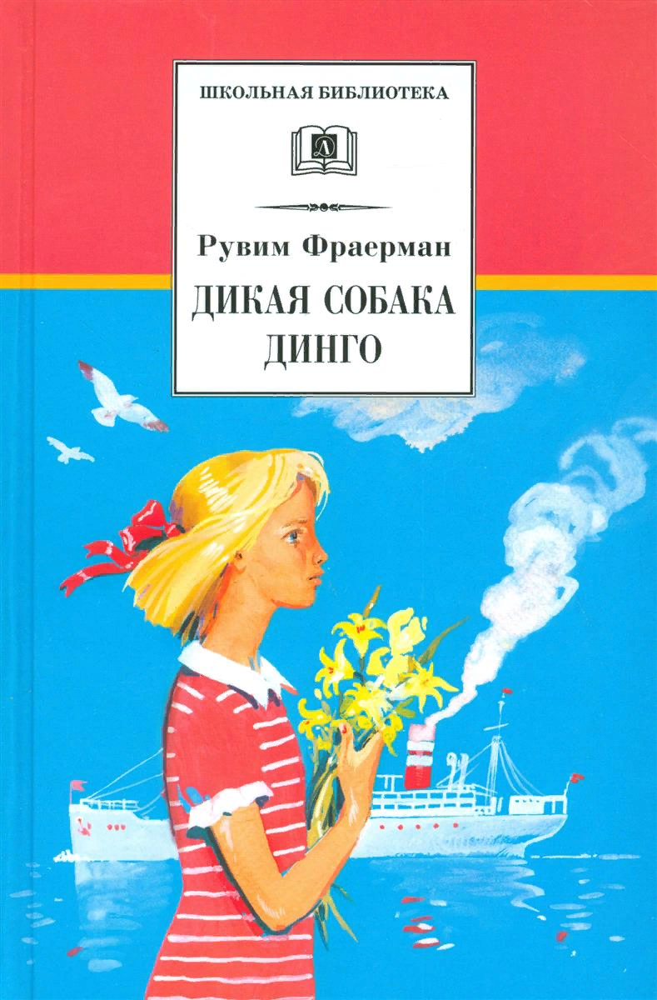 ШКОЛЬНАЯ БИБЛИОТЕКА
Д
Рувим Фраерман
ДИКАЯ СОБАКА
ДИНГО